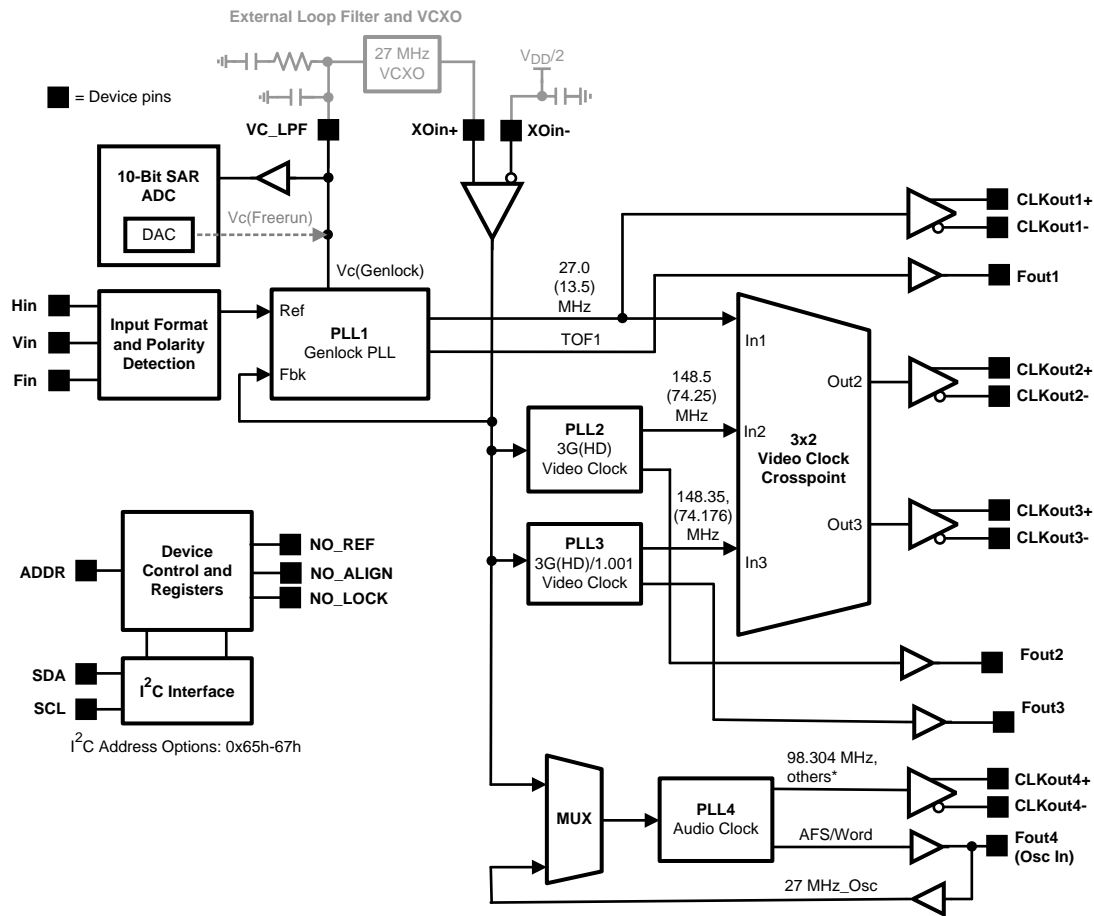 External Loop Filter and VCXO
27 MHz
VCXO
VDD/2
= Device pins
VC_LPF
XOin+
XOin-
10-Bit SAR
ADC
DAC
Vc(Freerun)
Vc(Genlock)
CLKout1+
CLKout1-
Fout1
27.0
(13.5)
MHz
TOF1
Hin
Vin
Fin
Input Format
and Polarity
Detection
Ref
Fbk
PLL1
Genlock PLL
In1
In2
In3
Out2
Out3
3x2
Video Clock
Crosspoint
CLKout2+
CLKout2-
148.5
(74.25)
MHz
PLL2
3G(HD)
Video Clock
148.35,
(74.176)
MHz
PLL3
3G(HD)/1.001
Video Clock
CLKout3+
CLKout3-
ADDR
Device
Control and
Registers
NO_REF
NO_ALIGN
NO_LOCK
SDA
SCL
I2C Interface
I2C Address Options: 0x65h-67h
Fout2
Fout3
MUX
PLL4
Audio Clock
98.304 MHz,
others*
AFS/Word
27 MHz_Osc
CLKout4+
CLKout4-
Fout4
(Osc In)